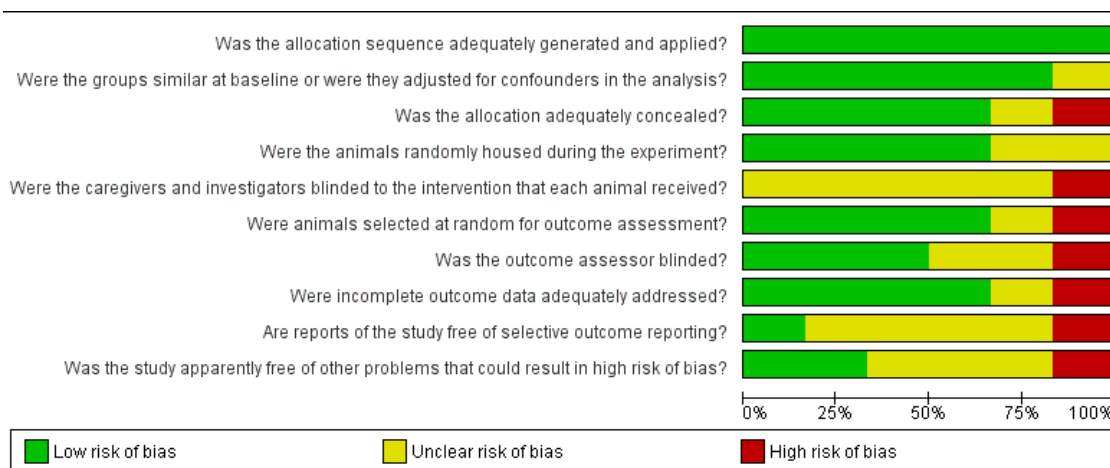 Was the allocation sequence adequately generated and applied?
Were the groups similar at baseline or were they adjusted for confounders in the analysis?
Was the allocation adequately concealed?
Were the animals randomly housed during the experiment?
Were the caregivers and investigators blinded to the intervention that each animal received?
Were animals selected at random for outcome assessment?
Was the outcome assessor blinded?
Were incomplete outcome data adequately addressed?
Are reports of the study free of selective outcome reporting?
Was the study apparently free of other problems that could result in high risk of bias?
0% 25% 50% 75% 100%
Low risk of bias Unclear risk of bias High risk of bias